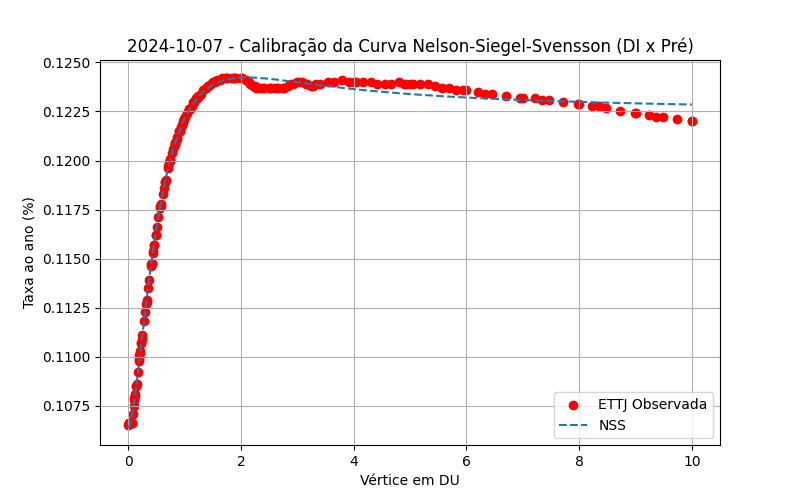 2024-10-07 - Calibração da Curva Nelson-Siegel-Svensson (DI x Pré)
0.1250
0.1225
0.1200
0.1175
0.1150
0.1125
0.1100
0.1075
Taxa ao ano (%)
ETTJ Observada
NSS
0 2 4 6 8 10
Vértice em DU